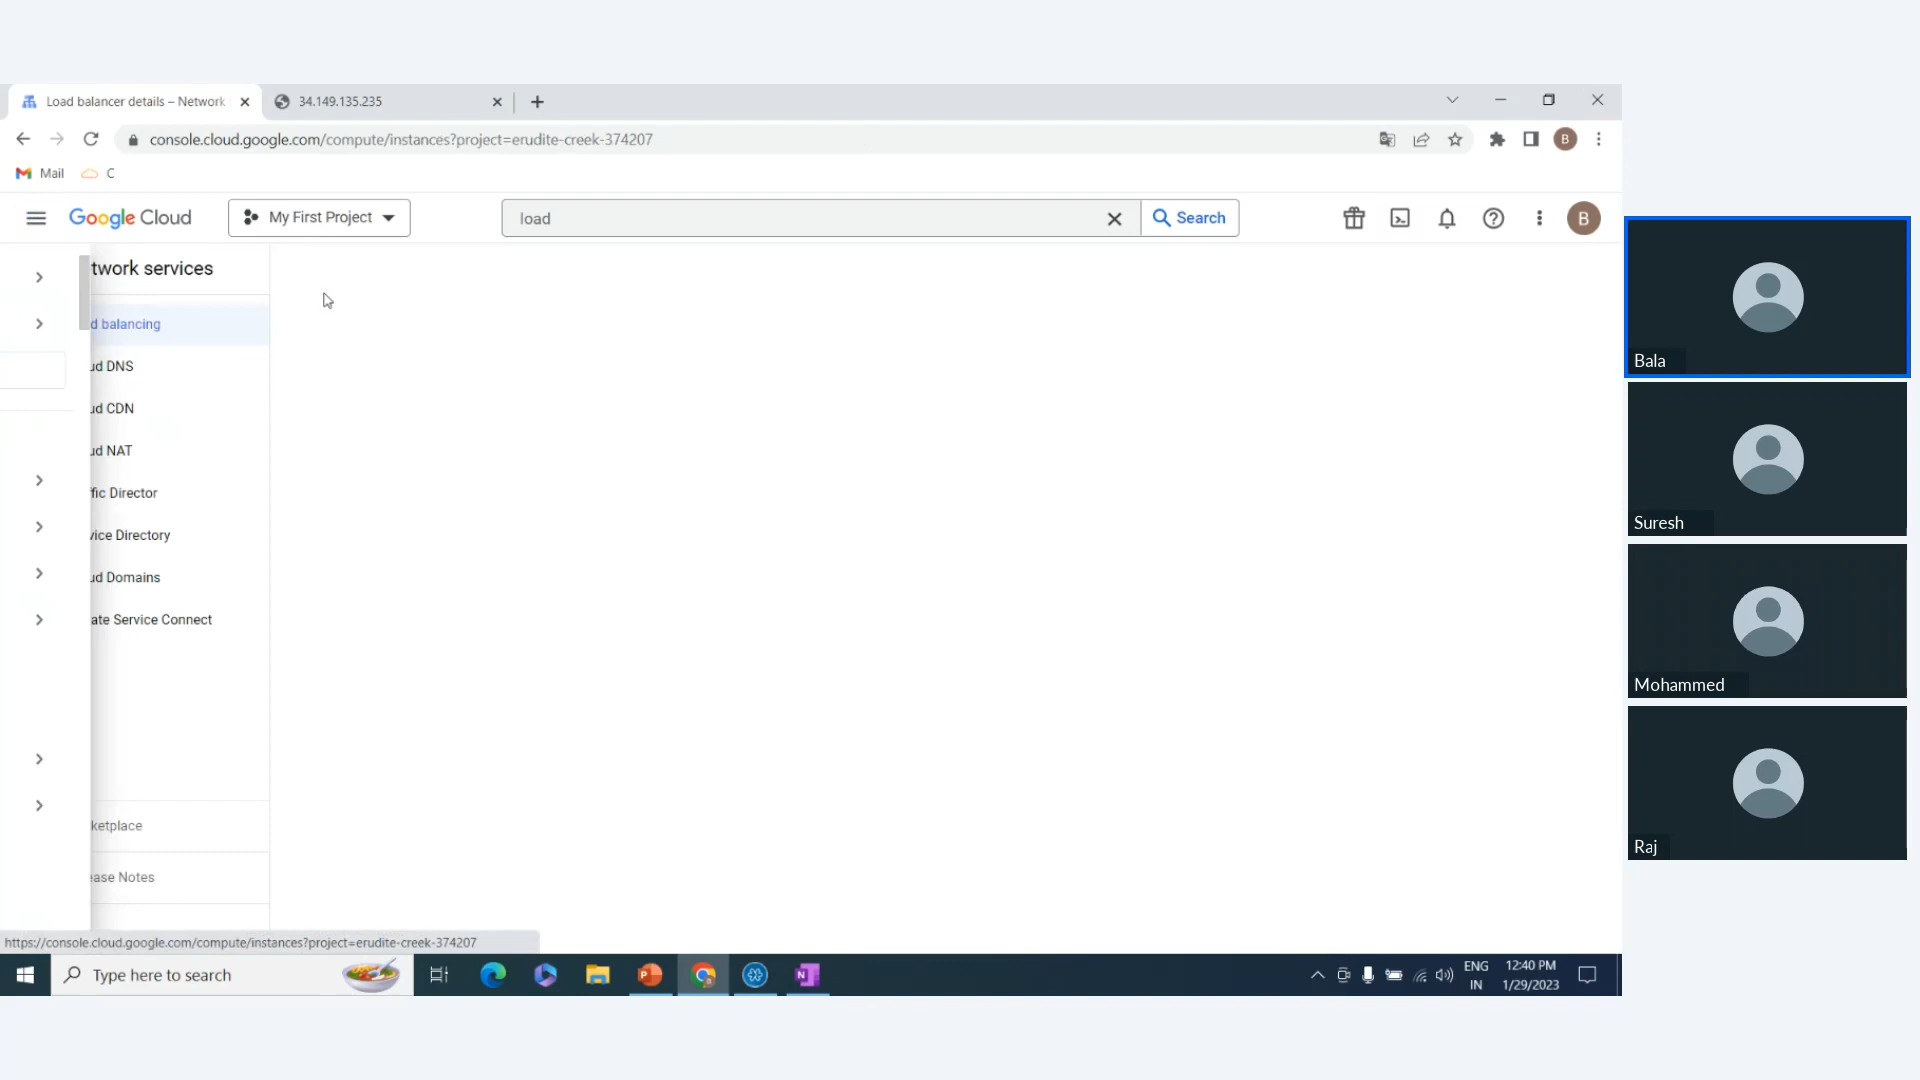 Load balancer details – Network
34.149.135.235
console.cloud.google.com/compute/instances?project=erudite-creek-374207
B
Mail
C
Google Cloud
My First Project
load
Search
B
twork services
d balancing
ud DNS
ud CDN
ud NAT
ffic Director
vice Directory
ud Domains
ate Service Connect
ketplace
ease Notes
https://console.cloud.google.com/compute/instances?project=erudite-creek-374207
Type here to search
ENG
IN
12:40 PM
1/29/2023
Bala
Suresh
Mohammed
Raj